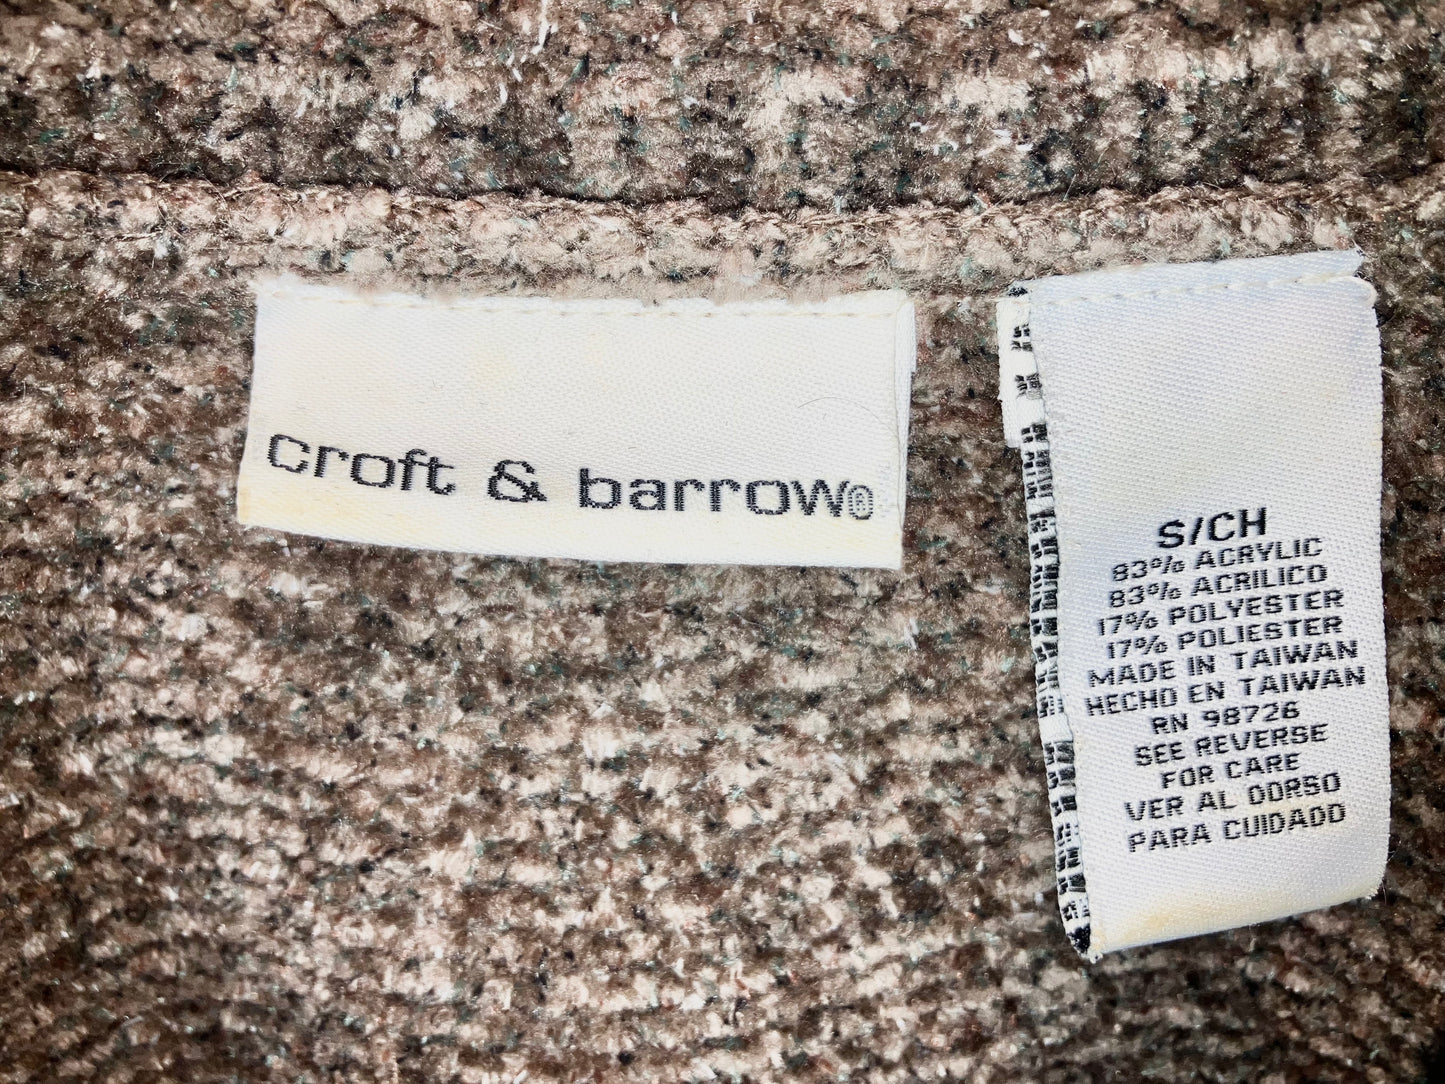 croft & barrow®
S/CH
83% ACRYLIC
83% ACRILICO
17% POLYESTER
17% POLIESTER
MADE IN TAIWAN
HECHO EN TAIWAN
RN 98726
SEE REVERSE
FOR CARE
VER AL DORSO
PARA CUIDADO